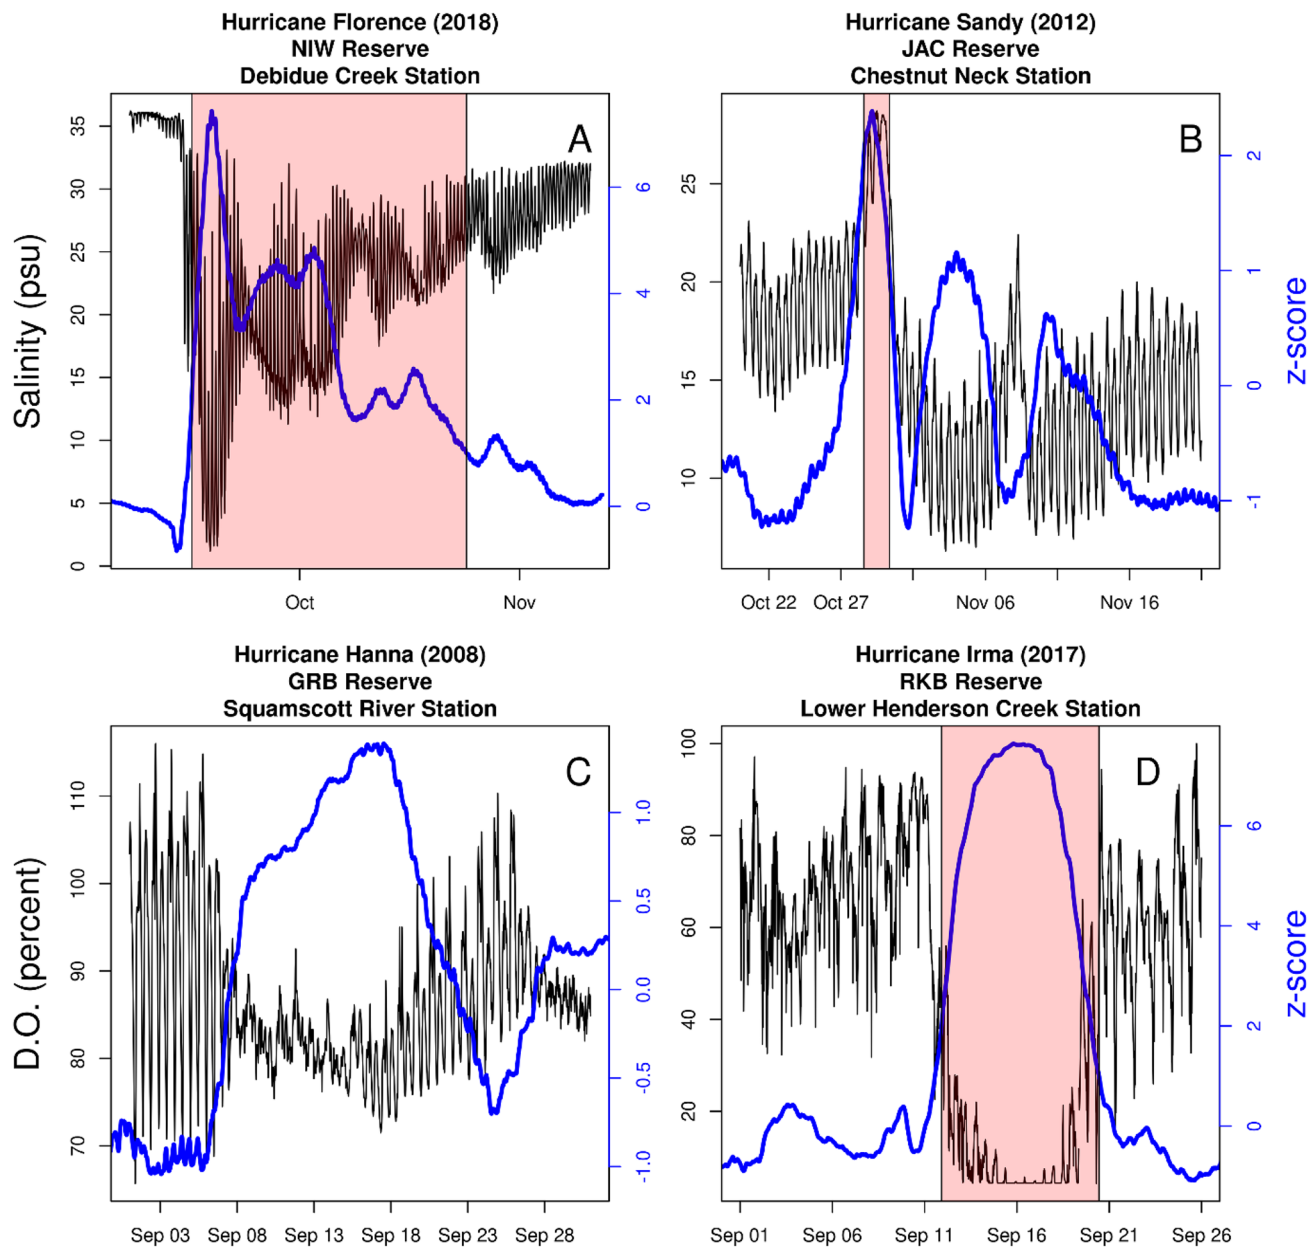 Hurricane Florence (2018)
NIW Reserve
Debidue Creek Station
A
Salinity (psu)
0
5
10
15
20
25
30
35
0
2
4
6
Oct
Nov
Hurricane Sandy (2012)
JAC Reserve
Chestnut Neck Station
B
10
15
20
25
-1
0
1
2
z-score
Oct 22
Oct 27
Nov 06
Nov 16
Hurricane Hanna (2008)
GRB Reserve
Squamscott River Station
C
D.O. (percent)
70
80
90
100
110
-1.0
-0.5
0.0
0.5
1.0
Sep 03
Sep 08
Sep 13
Sep 18
Sep 23
Sep 28
Hurricane Irma (2017)
RKB Reserve
Lower Henderson Creek Station
D
20
40
60
80
100
0
2
4
6
z-score
Sep 01
Sep 06
Sep 11
Sep 16
Sep 21
Sep 26